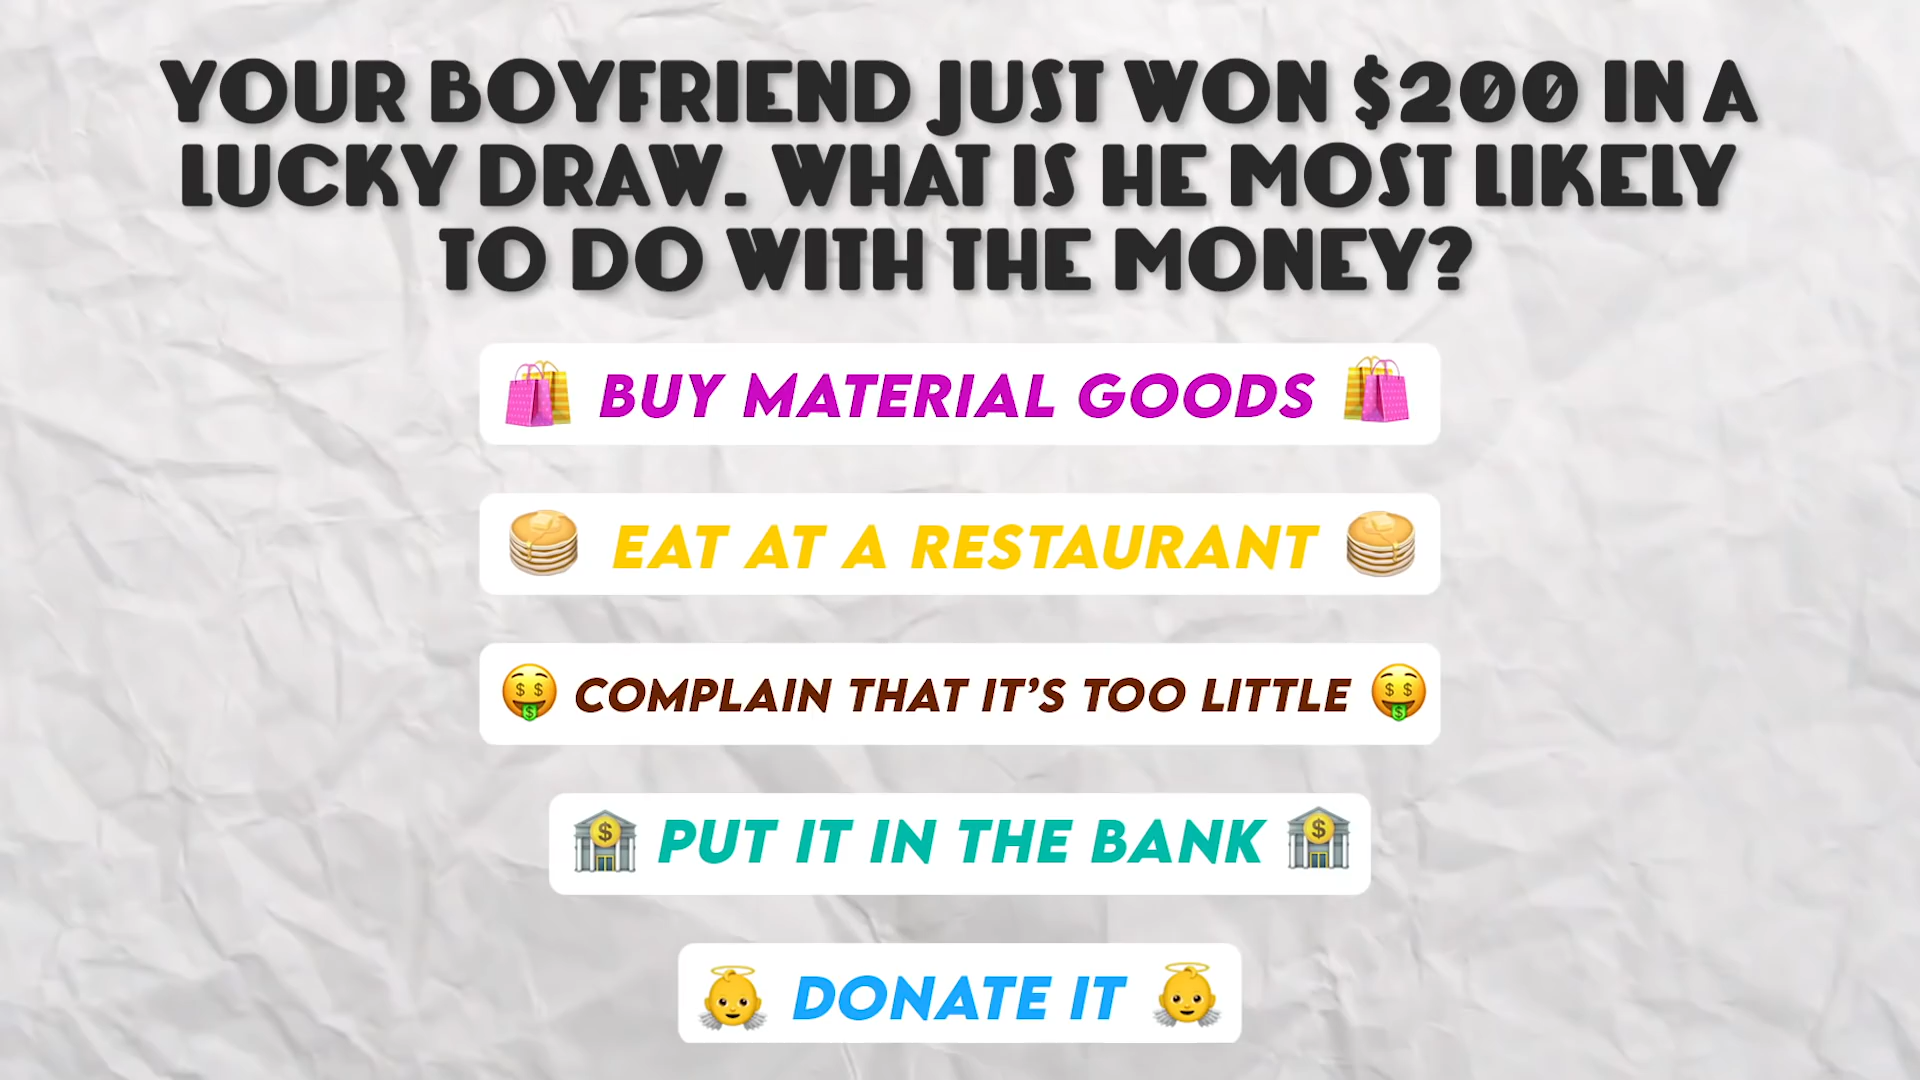 YOUR BOYFRIEND JUST WON $200 IN A
LUCKY DRAW. WHAT IS HE MOST LIKELY
TO DO WITH THE MONEY?
BUY MATERIAL GOODS
EAT AT A RESTAURANT
COMPLAIN THAT IT'S TOO LITTLE
PUT IT IN THE BANK
DONATE IT